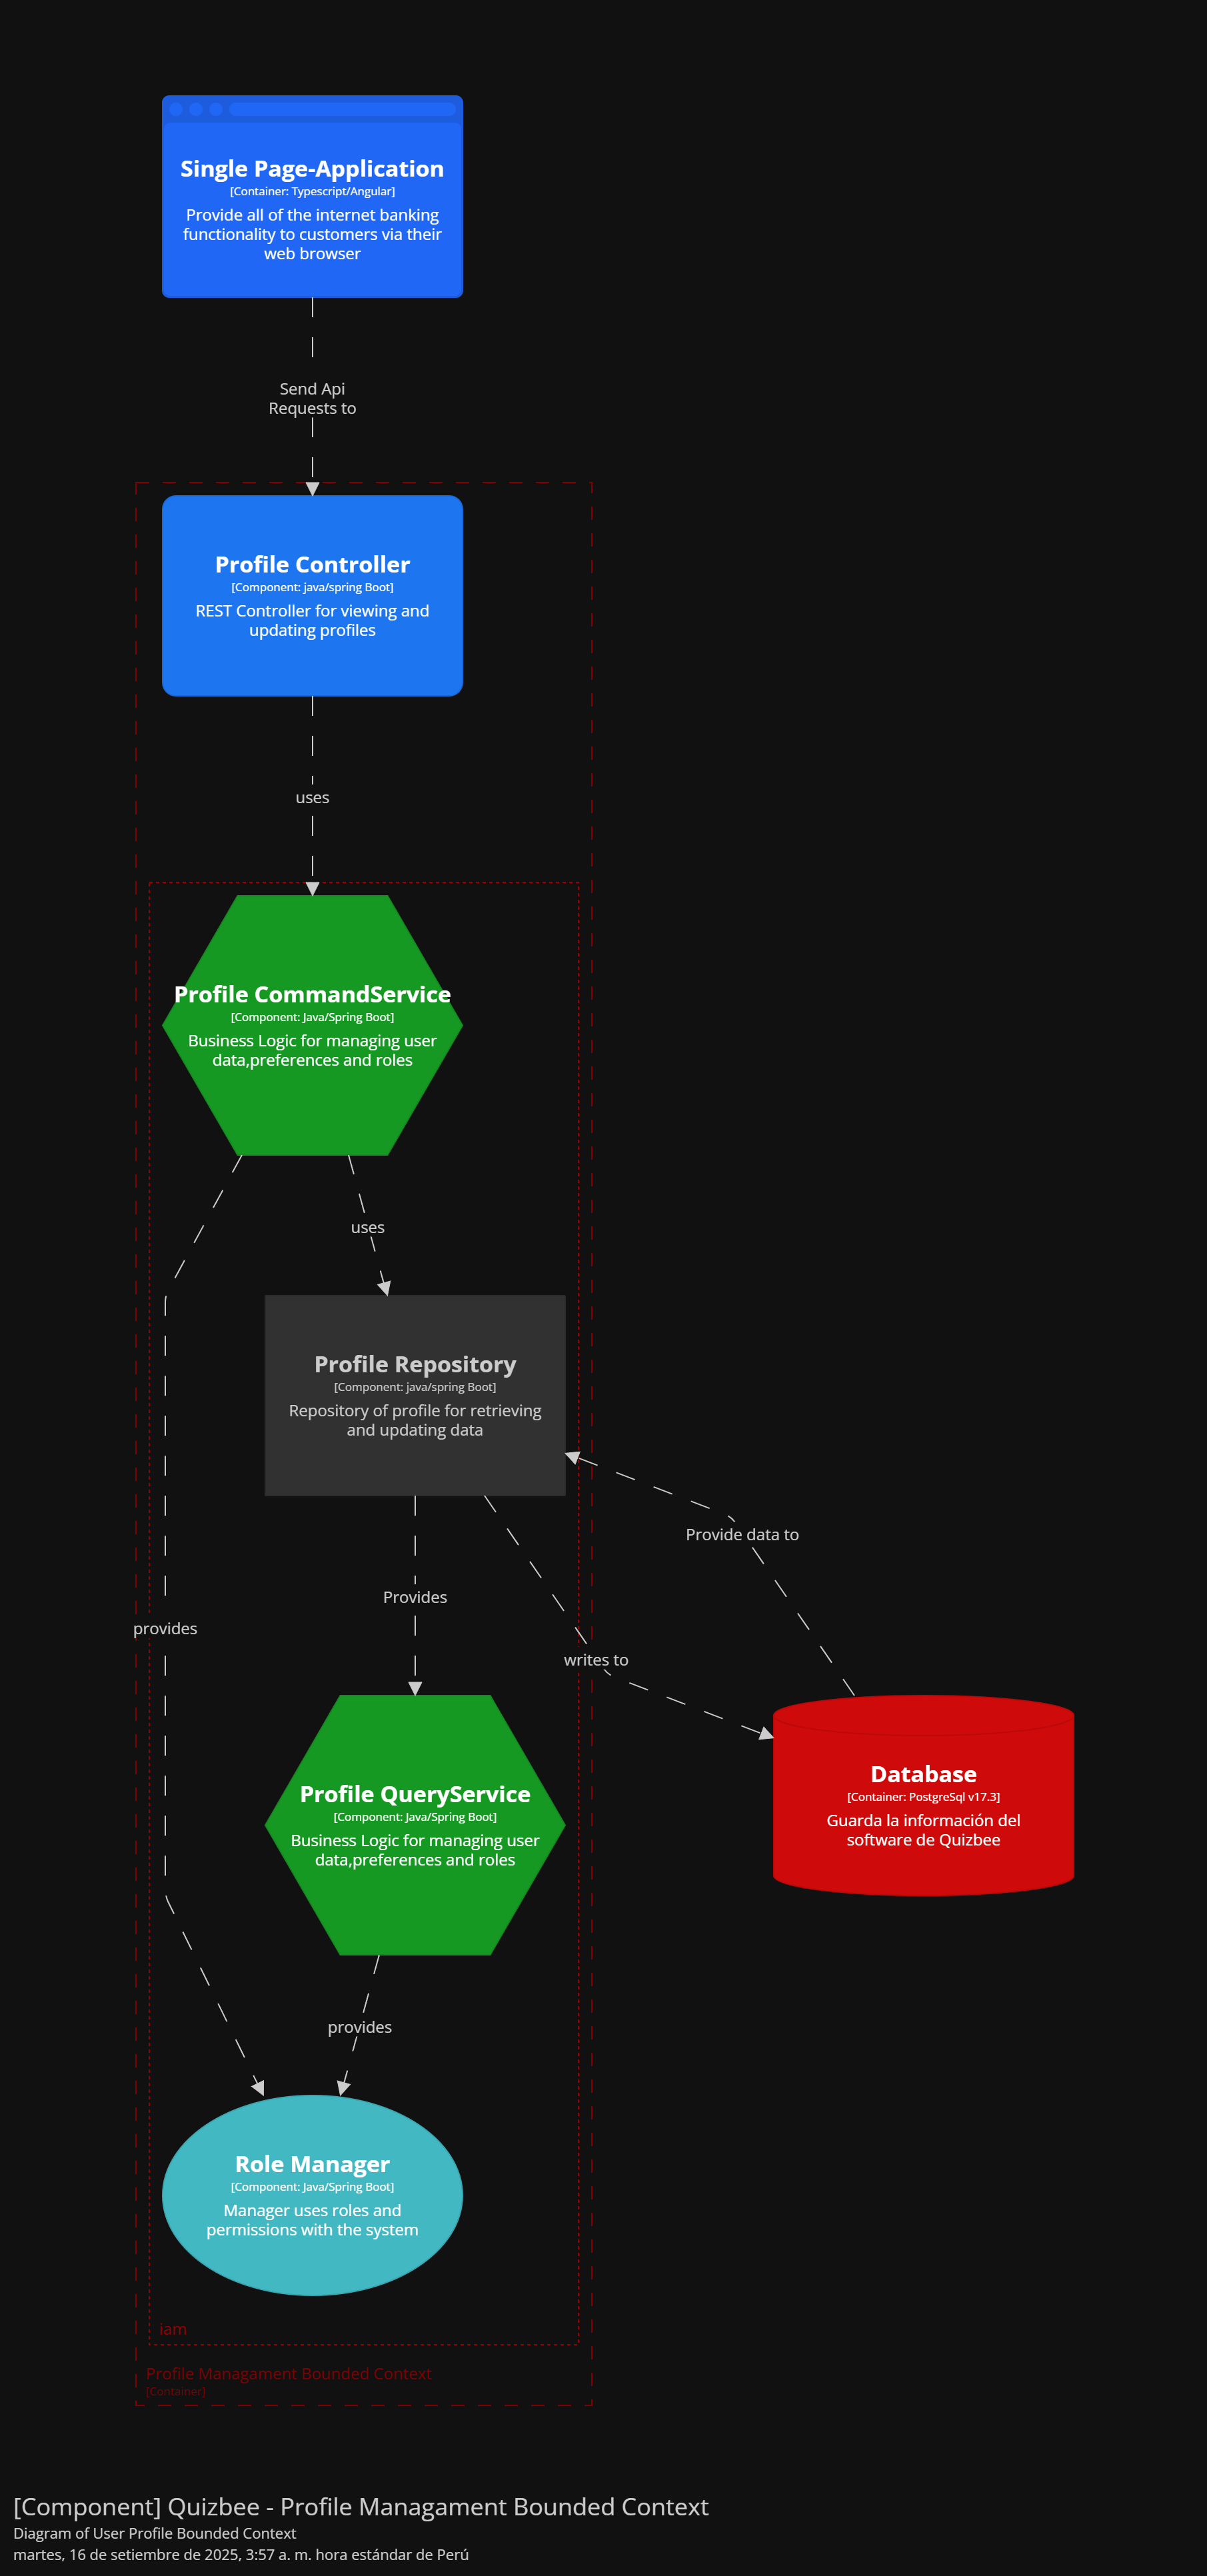 Single Page-Application
[Container: Typescript/Angular]
Provide all of the internet banking
functionality to customers via their
web browser
Send Api
Requests to
Profile Controller
[Component: java/spring Boot]
REST Controller for viewing and
updating profiles
uses
Profile CommandService
[Component: Java/Spring Boot]
Business Logic for managing user
data,preferences and roles
uses
Profile Repository
[Component: java/spring Boot]
Repository of profile for retrieving
and updating data
Provide data to
Provides
provides
writes to
Database
[Container: PostgreSql v17.3]
Guarda la información del
software de Quizbee
Profile QueryService
[Component: Java/Spring Boot]
Business Logic for managing user
data,preferences and roles
provides
Role Manager
[Component: Java/Spring Boot]
Manager uses roles and
permissions with the system
iam
Profile Managament Bounded Context
[Container]
[Component] Quizbee - Profile Managament Bounded Context
Diagram of User Profile Bounded Context
martes, 16 de setiembre de 2025, 3:57 a. m. hora estándar de Perú